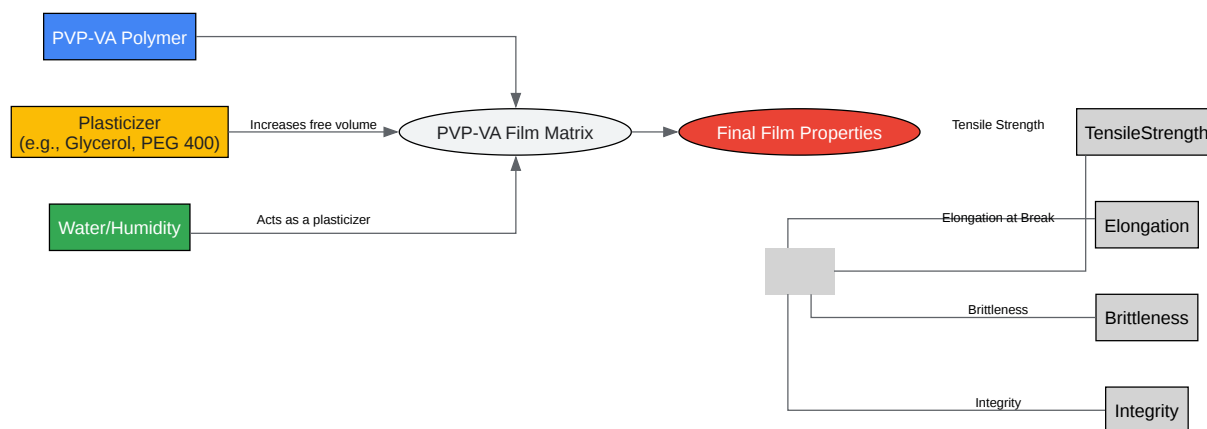 PVP-VA Polymer
Plasticizer
(e.g., Glycerol, PEG 400)
Increases free volume
PVP-VA Film Matrix
Final Film Properties
Tensile Strength
TensileStrength
Water/Humidity
Acts as a plasticizer
Elongation at Break
Elongation
Brittleness
Brittleness
Integrity
Integrity